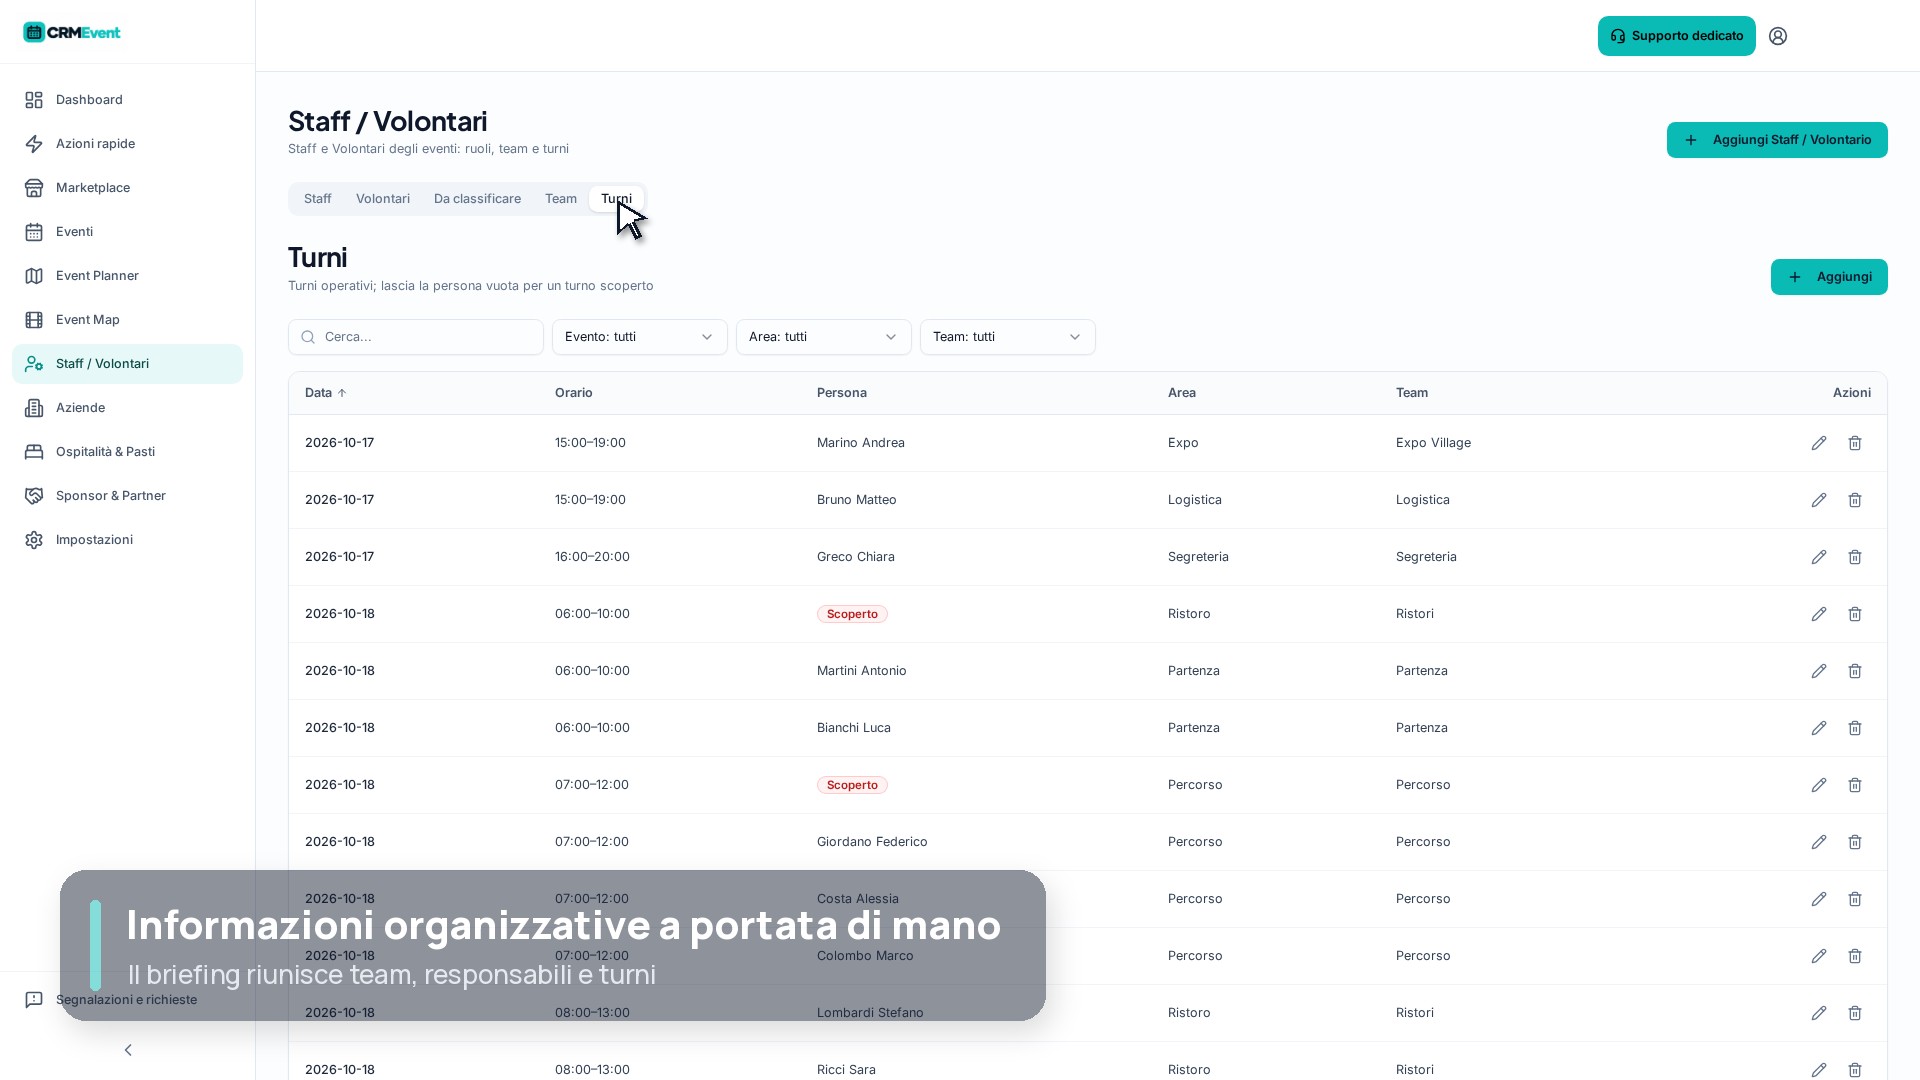 CRMEvent
Supporto dedicato
Dashboard
Azioni rapide
Marketplace
Eventi
Event Planner
Event Map
Staff / Volontari
Aziende
Ospitalità & Pasti
Sponsor & Partner
Impostazioni
Segnalazioni e richieste
Staff / Volontari
Staff e Volontari degli eventi: ruoli, team e turni
Aggiungi Staff / Volontario
Staff Volontari Da classificare Team Turni
Turni
Turni operativi; lascia la persona vuota per un turno scoperto
Aggiungi
Cerca... Evento: tutti Area: tutti Team: tutti
Data Orario Persona Area Team Azioni
2026-10-17 15:00–19:00 Marino Andrea Expo Expo Village
2026-10-17 15:00–19:00 Bruno Matteo Logistica Logistica
2026-10-17 16:00–20:00 Greco Chiara Segreteria Segreteria
2026-10-18 06:00–10:00 Scoperto Ristoro Ristori
2026-10-18 06:00–10:00 Martini Antonio Partenza Partenza
2026-10-18 06:00–10:00 Bianchi Luca Partenza Partenza
2026-10-18 07:00–12:00 Scoperto Percorso Percorso
2026-10-18 07:00–12:00 Giordano Federico Percorso Percorso
2026-10-18 07:00–12:00 Costa Alessia Percorso Percorso
2026-10-18 07:00–12:00 Colombo Marco Percorso Percorso
2026-10-18 08:00–13:00 Lombardi Stefano Ristoro Ristori
2026-10-18 08:00–13:00 Ricci Sara Ristoro Ristori
Informazioni organizzative a portata di mano
Il briefing riunisce team, responsabili e turni